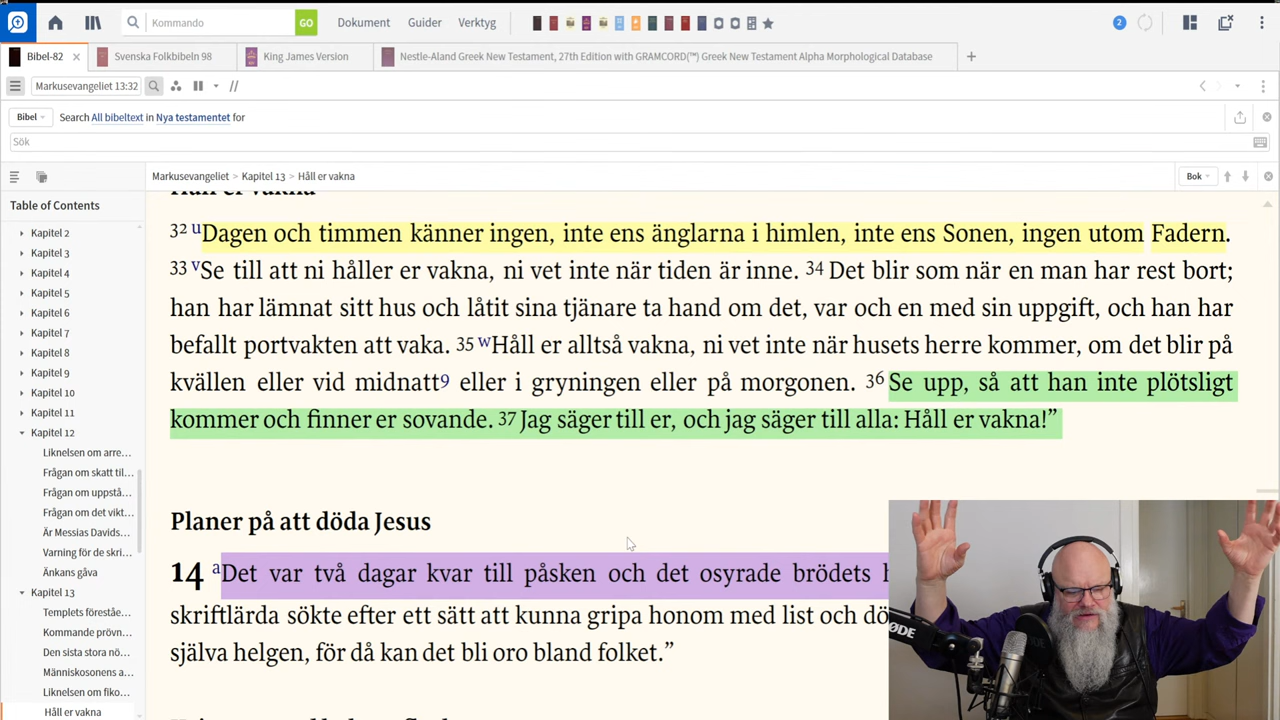 Kommando
GO
Dokument Guider Verktyg
2
Bibel-82
Svenska Folkbibeln 98
King James Version
Nestle-Aland Greek New Testament, 27th Edition with GRAMCORD(™) Greek New Testament Alpha Morphological Database
Markusevangeliet 13:32
Bibel
Search All bibeltext in Nya testamentet for
Sök
Markusevangeliet > Kapitel 13 > Håll er vakna
Bok
Table of Contents
Kapitel 2
Kapitel 3
Kapitel 4
Kapitel 5
Kapitel 6
Kapitel 7
Kapitel 8
Kapitel 9
Kapitel 10
Kapitel 11
Kapitel 12
Liknelsen om arre...
Frågan om skatt til...
Frågan om uppstå...
Frågan om det vikt...
Är Messias Davids...
Varning för de skri...
Änkans gåva
Kapitel 13
Templets förestäe...
Kommande prövn...
Den sista stora nö...
Människosonens a...
Liknelsen om fiko...
Håll er vakna
Håll er vakna
32 u Dagen och timmen känner ingen, inte ens änglarna i himlen, inte ens Sonen, ingen utom Fadern.
33 v Se till att ni håller er vakna, ni vet inte när tiden är inne. 34 Det blir som när en man har rest bort;
han har lämnat sitt hus och låtit sina tjänare ta hand om det, var och en med sin uppgift, och han har
befallt portvakten att vaka. 35 w Håll er alltså vakna, ni vet inte när husets herre kommer, om det blir på
kvällen eller vid midnatt9 eller i gryningen eller på morgonen. 36 Se upp, så att han inte plötsligt
kommer och finner er sovande. 37 Jag säger till er, och jag säger till alla: Håll er vakna!”
Planer på att döda Jesus
14 a Det var två dagar kvar till påsken och det osyrade brödets
skriftlärda sökte efter ett sätt att kunna gripa honom med list och
själva helgen, för då kan det bli oro bland folket.”
RØDE